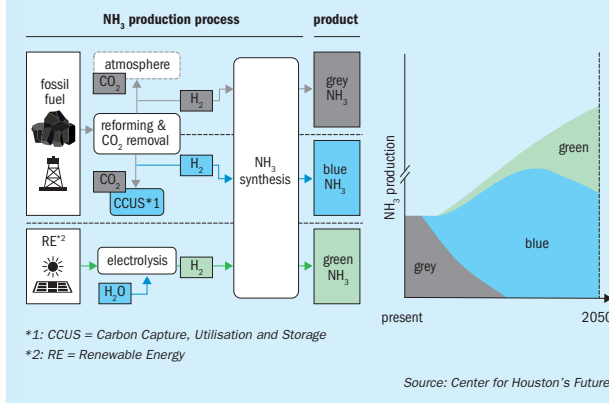 NH3 production process
product
fossil
fuel
atmosphere
CO2
H2
reforming &
CO2 removal
H2
CO2
CCUS*1
NH3
synthesis
grey
NH3
blue
NH3
RE*2
electrolysis
H2O
H2
green
NH3
NH3 production
green
blue
grey
present
2050
*1: CCUS = Carbon Capture, Utilisation and Storage
*2: RE = Renewable Energy
Source: Center for Houston's Future